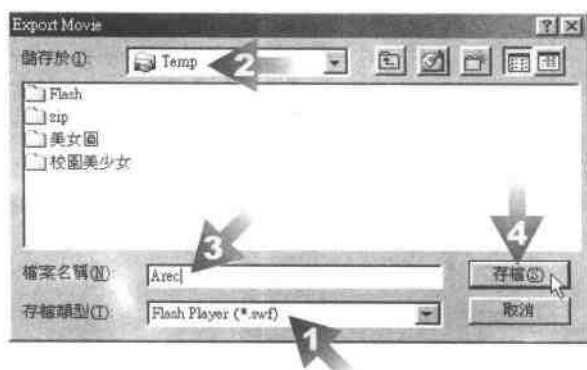 Export Movie
儲存於(I):
Temp
2
Flash
sip
美女圖
校園美少女
3
4
檔案名稱(N):
Arec
存檔(S)
存檔類型(T):
Flash Player (*.swf)
取消
1